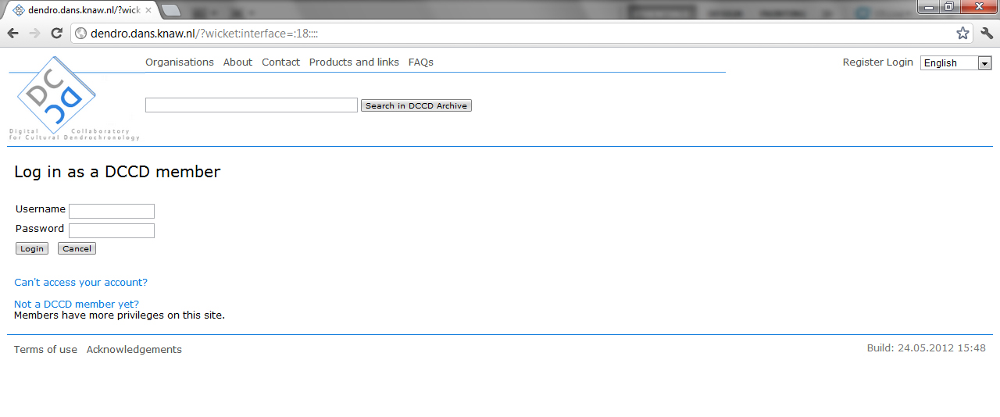 dendro.dans.knaw.nl/?wick
dendro.dans.knaw.nl/?wicket:interface=:18::::
Organisations About Contact Products and links FAQs
Register Login English
DC
DC
Search in DCCD Archive
Digital Collaboratory
for Cultural Dendrochronology
Log in as a DCCD member
Username
Password
Login Cancel
Can't access your account?
Not a DCCD member yet?
Members have more privileges on this site.
Terms of use Acknowledgements
Build: 24.05.2012 15:48